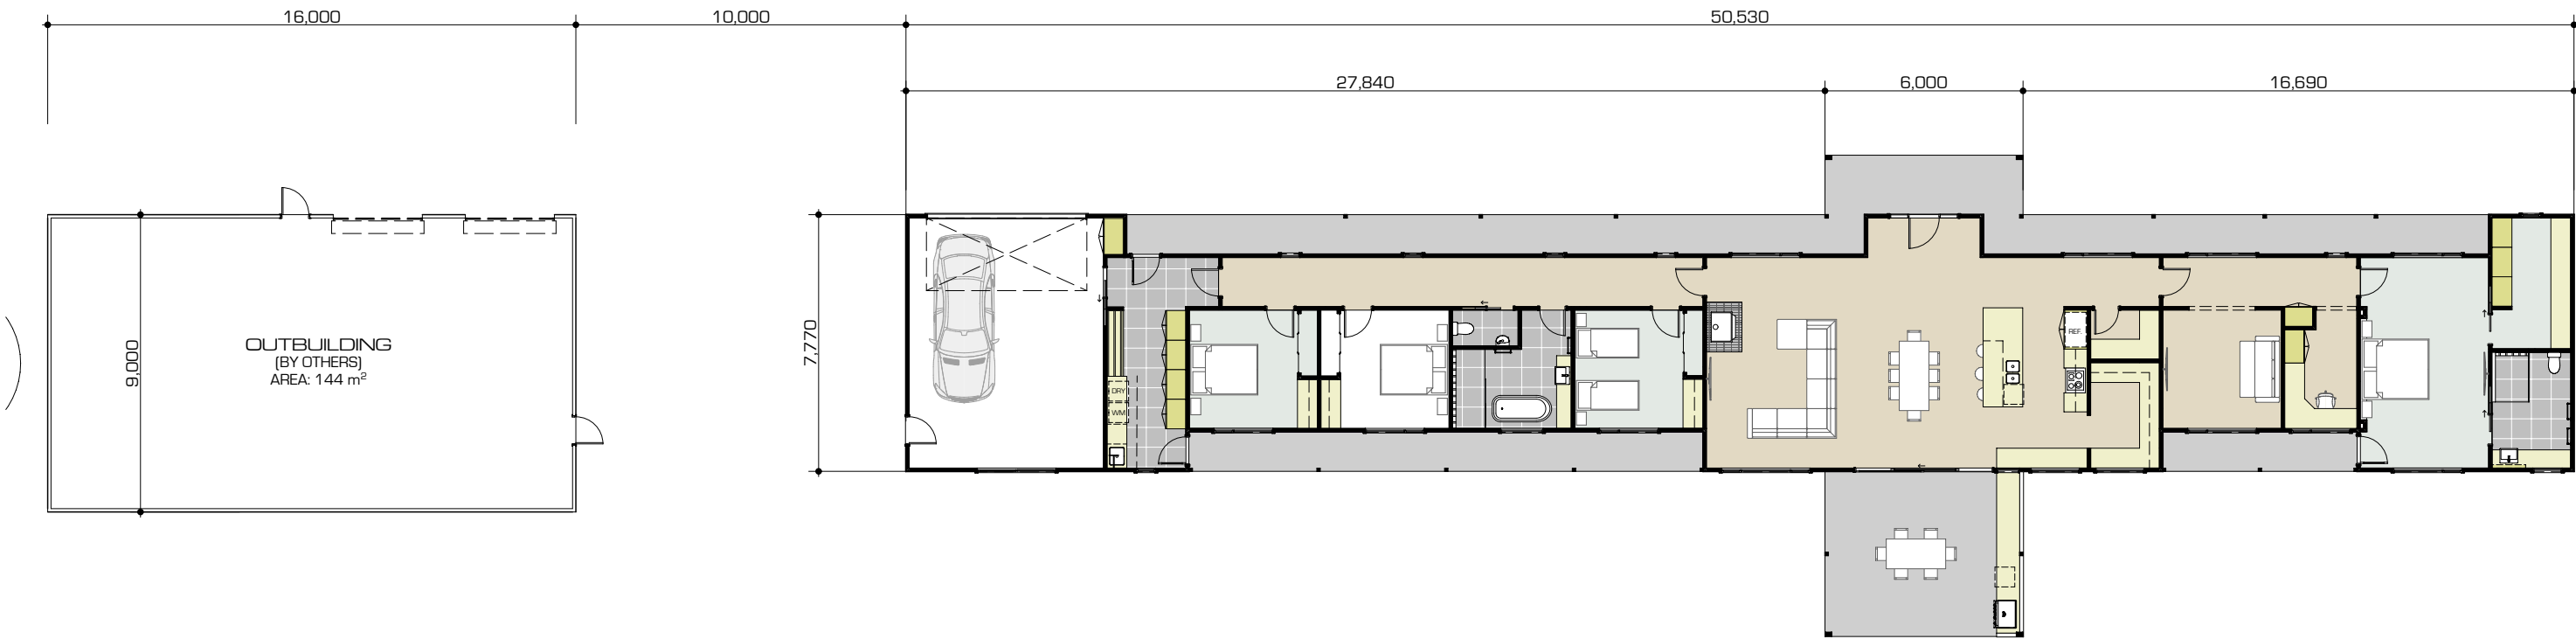 16,000
10,000
50,530
27,840
6,000
16,690
7,770
9,000
OUTBUILDING
(BY OTHERS)
AREA: 144 m²
DRY
WM
REF.